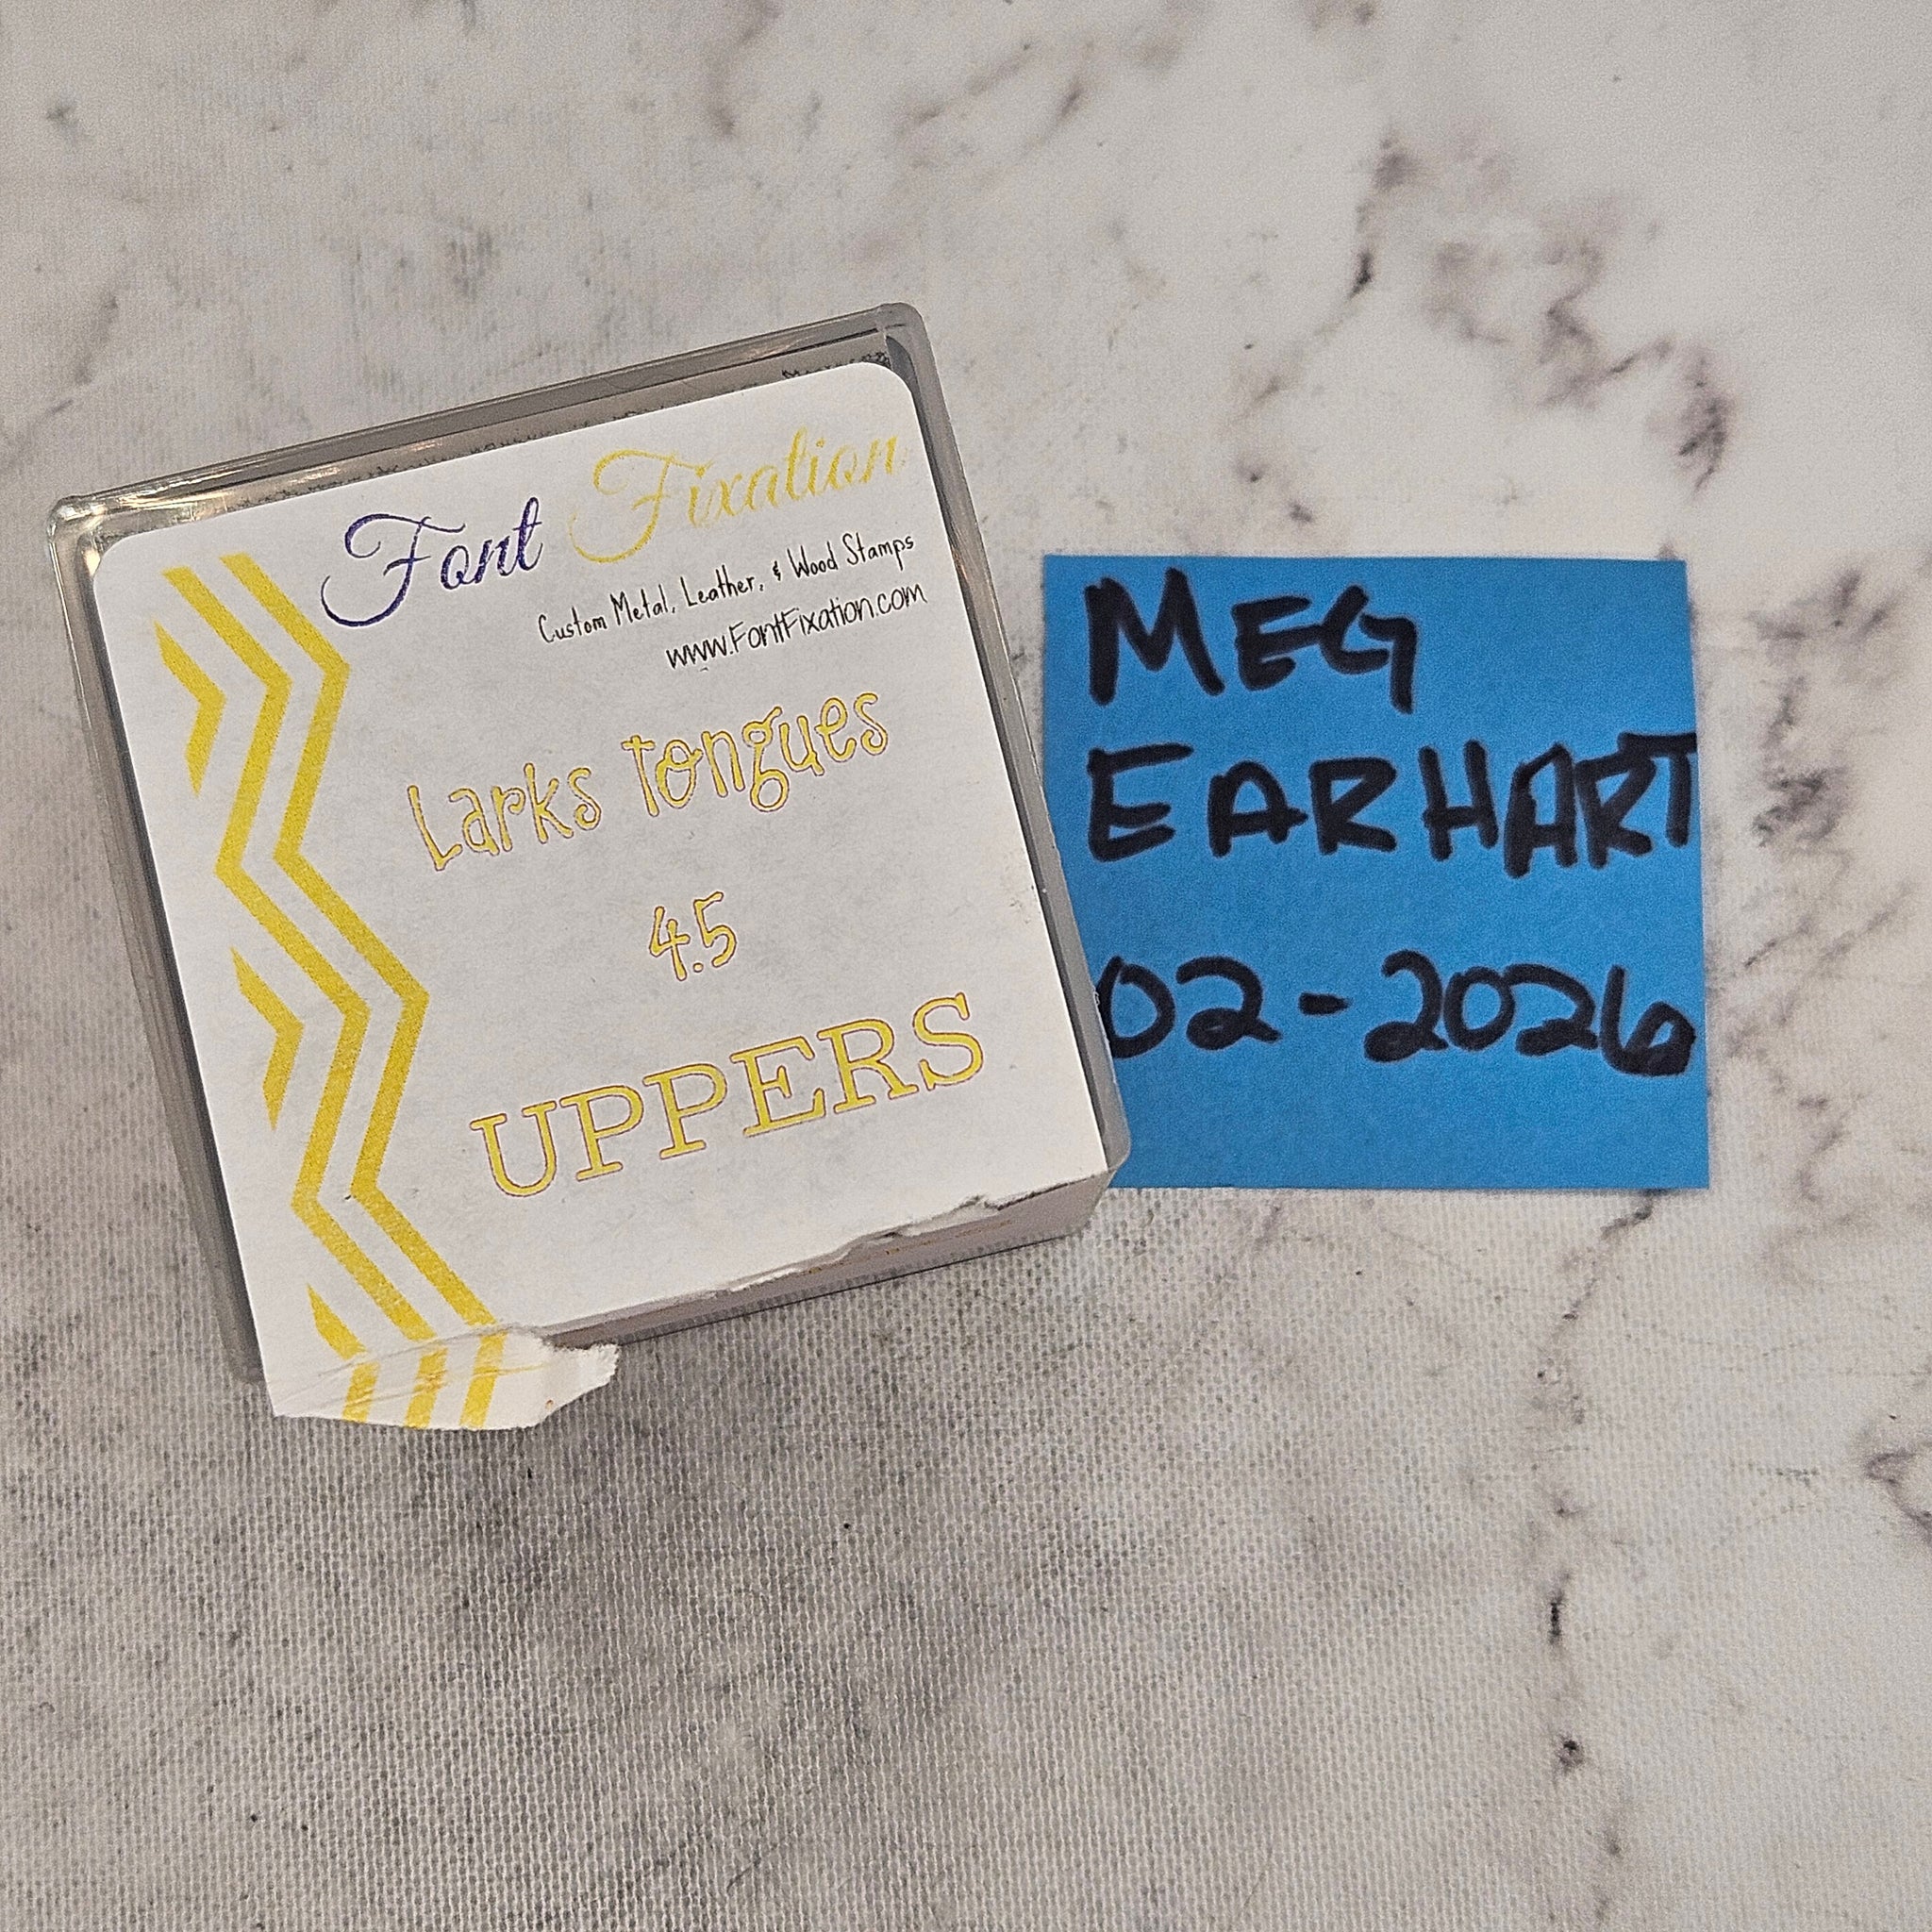 Font Fixation
Custom Metal, Leather, & Wood Stamps
www.FontFixation.com
Larks Tongues
4.5
UPPERS
MEG
EARHART
02-2026